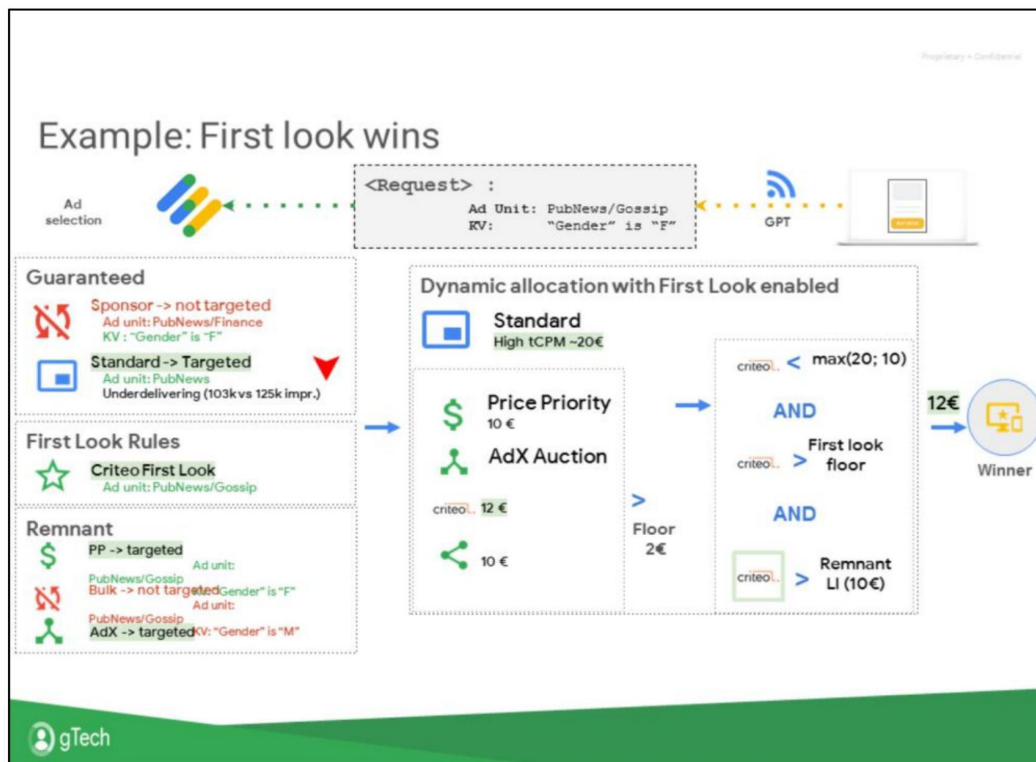 Proprietary + Confidential
Example: First look wins
Ad
selection
<Request> :
Ad Unit: PubNews/Gossip
KV: "Gender" is "F"
GPT
Guaranteed
Sponsor -> not targeted
Ad unit: PubNews/Finance
KV : "Gender" is "F"
Standard -> Targeted
Ad unit: PubNews
Underdelivering (103k vs 125k impr.)
First Look Rules
Criteo First Look
Ad unit: PubNews/Gossip
Remnant
PP -> targeted
Ad unit:
PubNews/Gossip
KV: "Gender" is "F"
Bulk -> not targeted
Ad unit:
PubNews/Gossip
KV: "Gender" is "M"
AdX -> targeted
Dynamic allocation with First Look enabled
Standard
High tCPM ~20€
Price Priority
10 €
AdX Auction
criteo. 12 €
10 €
>
Floor
2€
criteo. < max(20; 10)
AND
criteo. > First look
floor
AND
criteo. > Remnant
LI (10€)
12€
Winner
gTech